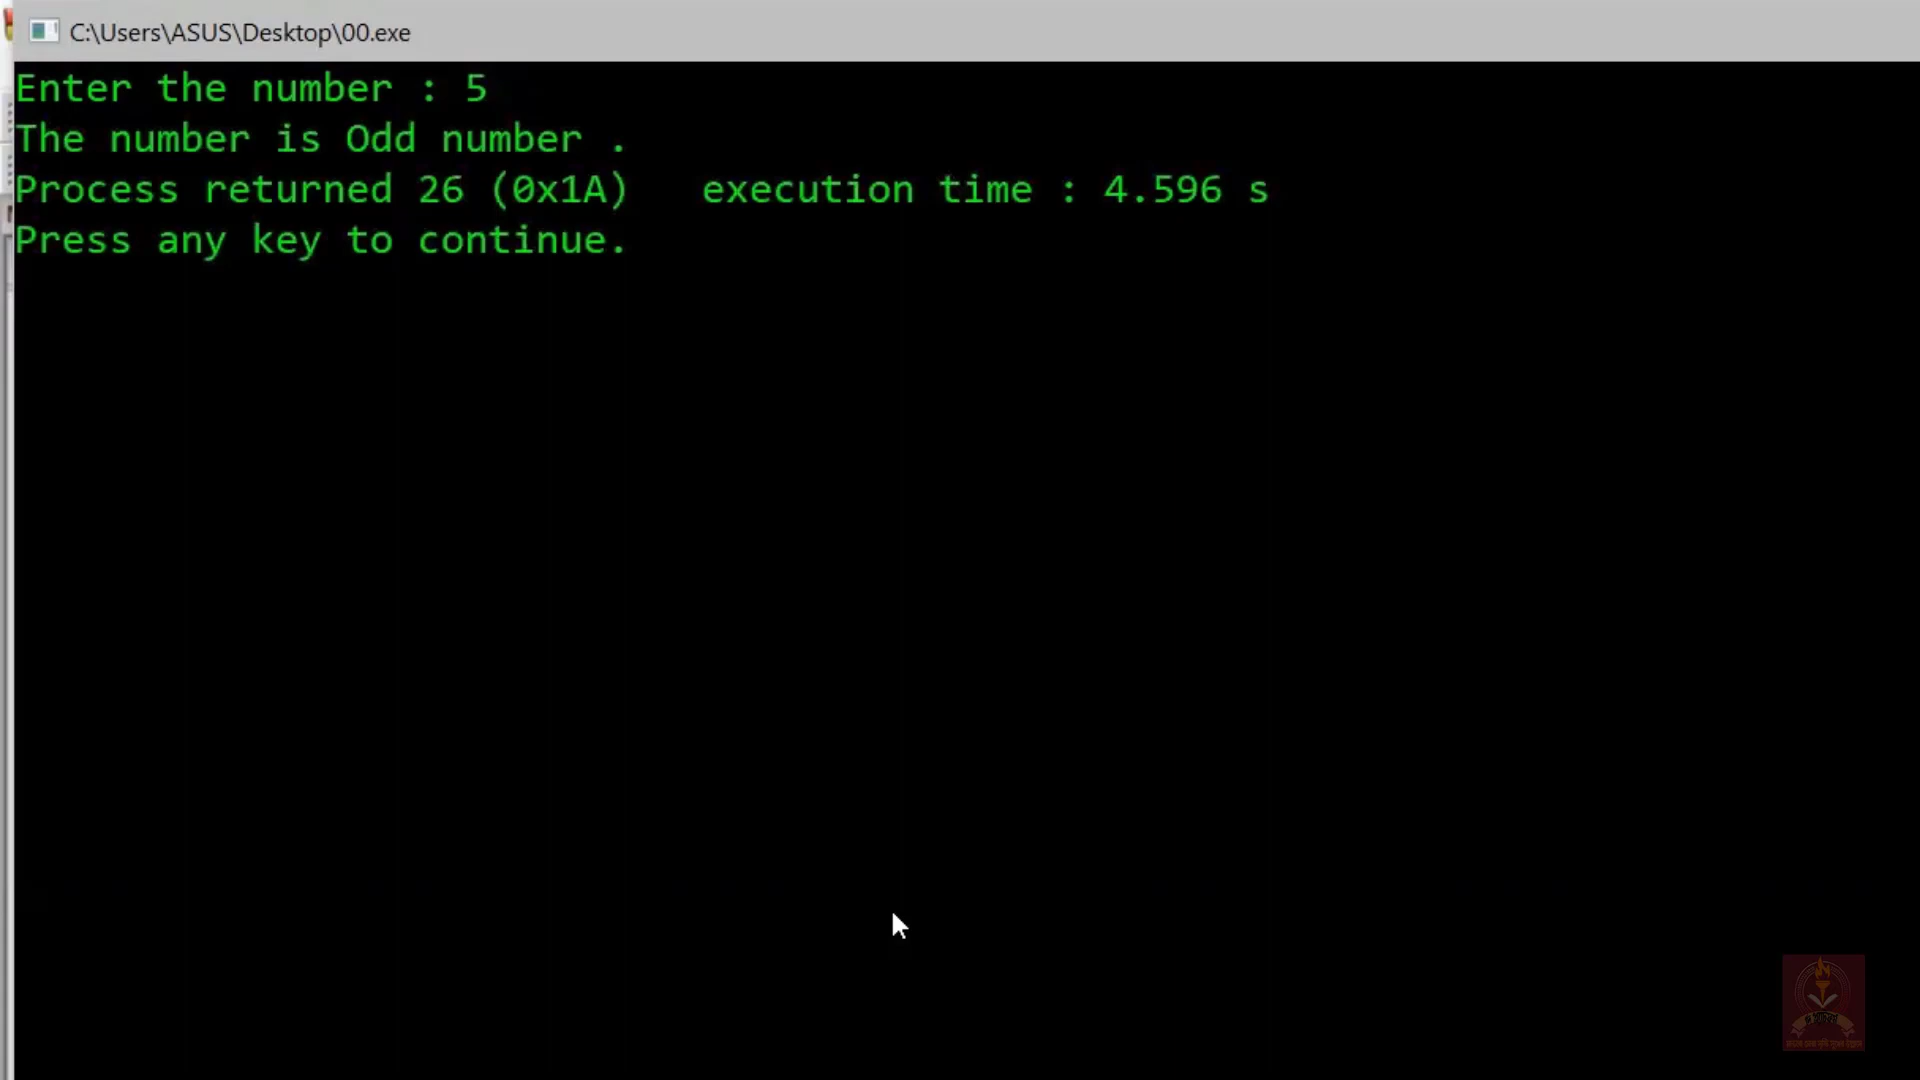 C:\Users\ASUS\Desktop\00.exe
Enter the number : 5
The number is Odd number .
Process returned 26 (0x1A)   execution time : 4.596 s
Press any key to continue.